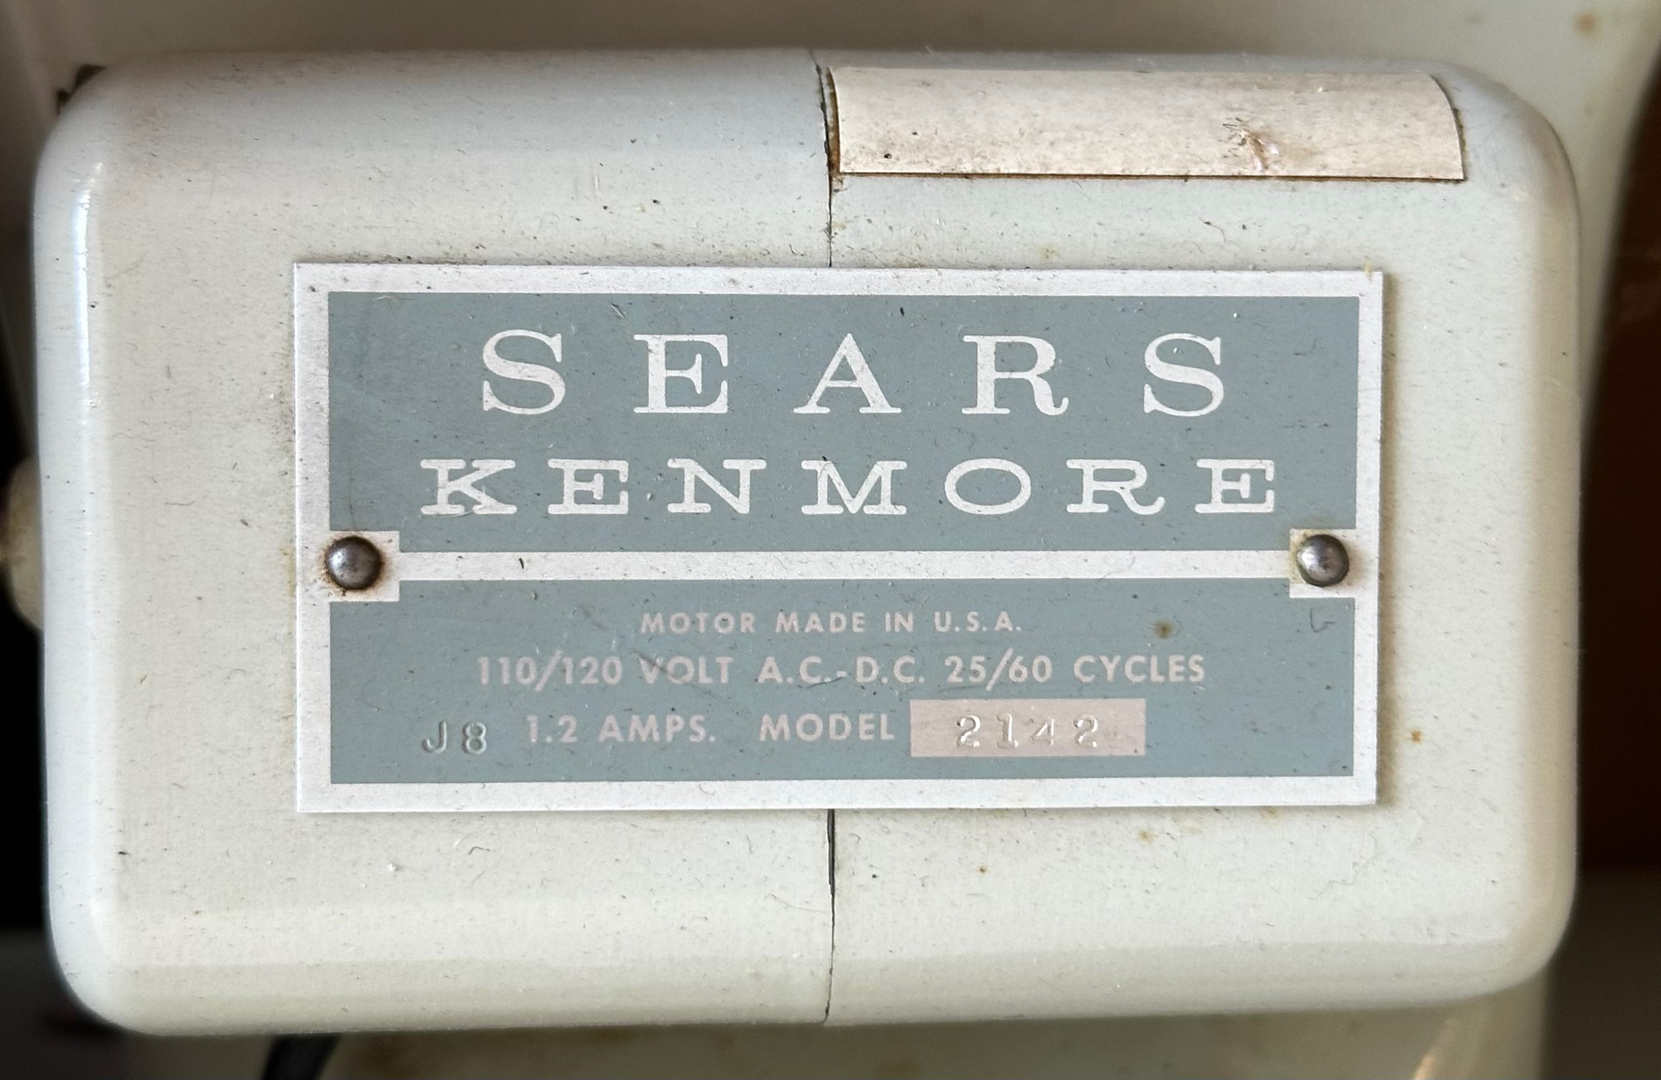 SEARS
KENMORE
MOTOR MADE IN U.S.A.
110/120 VOLT A.C.-D.C. 25/60 CYCLES
J8 1.2 AMPS. MODEL 2142